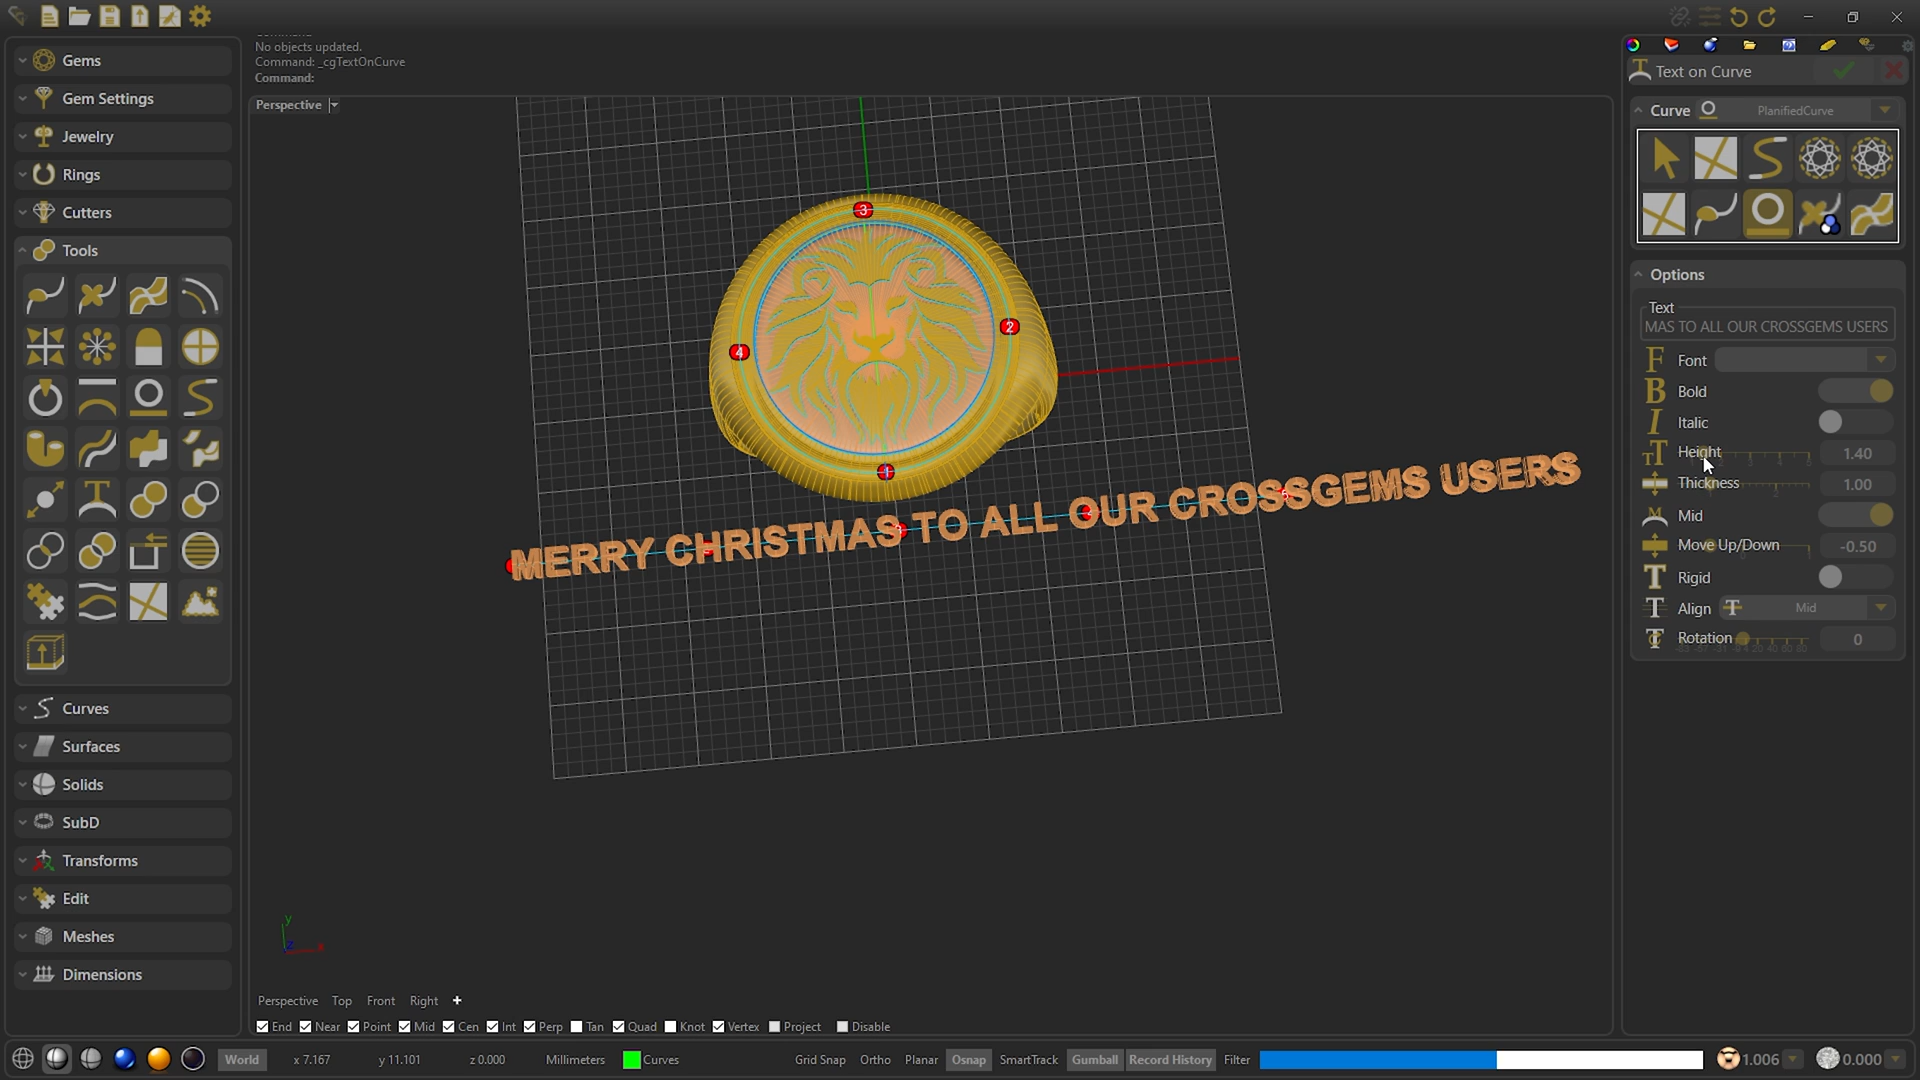 No objects updated.
Command: _cgTextOnCurve
Command:
Perspective
Gems
Gem Settings
Jewelry
Rings
Cutters
Tools
Curves
Surfaces
Solids
SubD
Transforms
Edit
Meshes
Dimensions
3
2
4
1
MERRY CHRISTMAS TO ALL OUR CROSSGEMS USERS
y
z
x
Text on Curve
Curve PlanifiedCurve
Options
Text
MAS TO ALL OUR CROSSGEMS USERS
Font
Bold
Italic
Height 1.40
Thickness 1.00
Mid
Move Up/Down -0.50
Rigid
Align Mid
Rotation 0
Perspective Top Front Right +
End Near Point Mid Cen Int Perp Tan Quad Knot Vertex Project Disable
World x 7.167 y 11.101 z 0.000 Millimeters Curves Grid Snap Ortho Planar Osnap SmartTrack Gumball Record History Filter 1.006 0.000